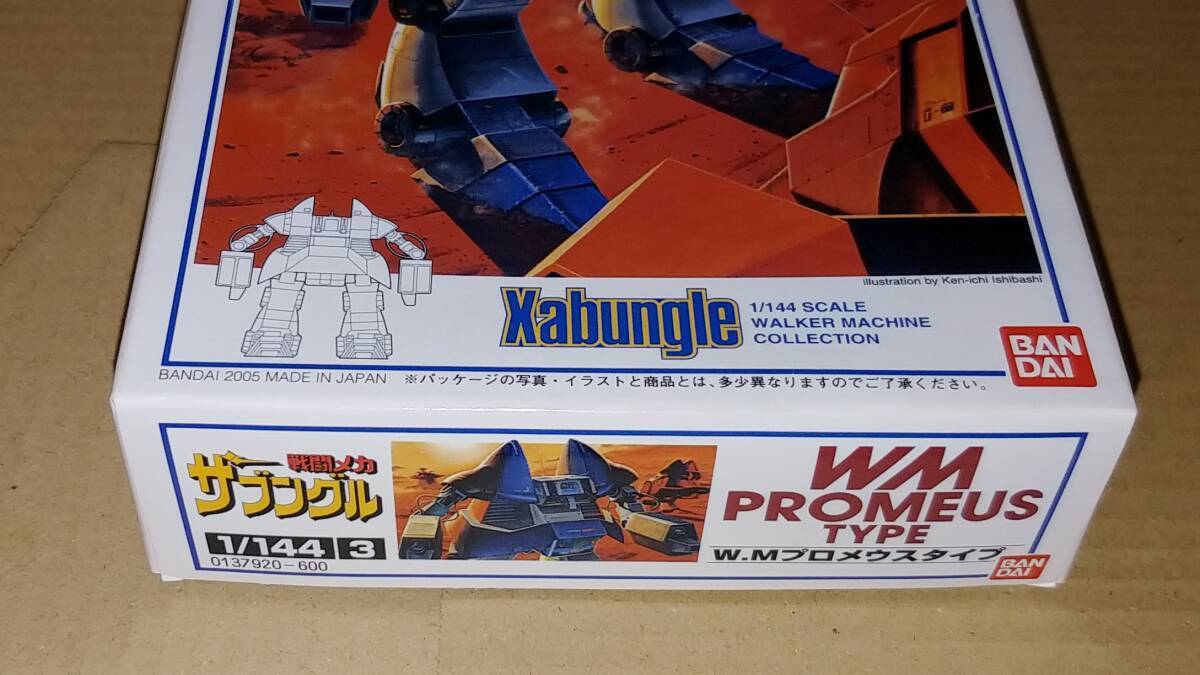 illustration by Ken-ichi Ishibashi
Xabungle
1/144 SCALE
WALKER MACHINE
COLLECTION
BAN
DAI
BANDAI 2005 MADE IN JAPAN
※パッケージの写真・イラストと商品とは、多少異なりますのでご了承ください。
戦闘メカ
ザブングル
1/144 3
0137920-600
WM
PROMEUS
TYPE
W.Mプロメウスタイプ
BAN
DAI